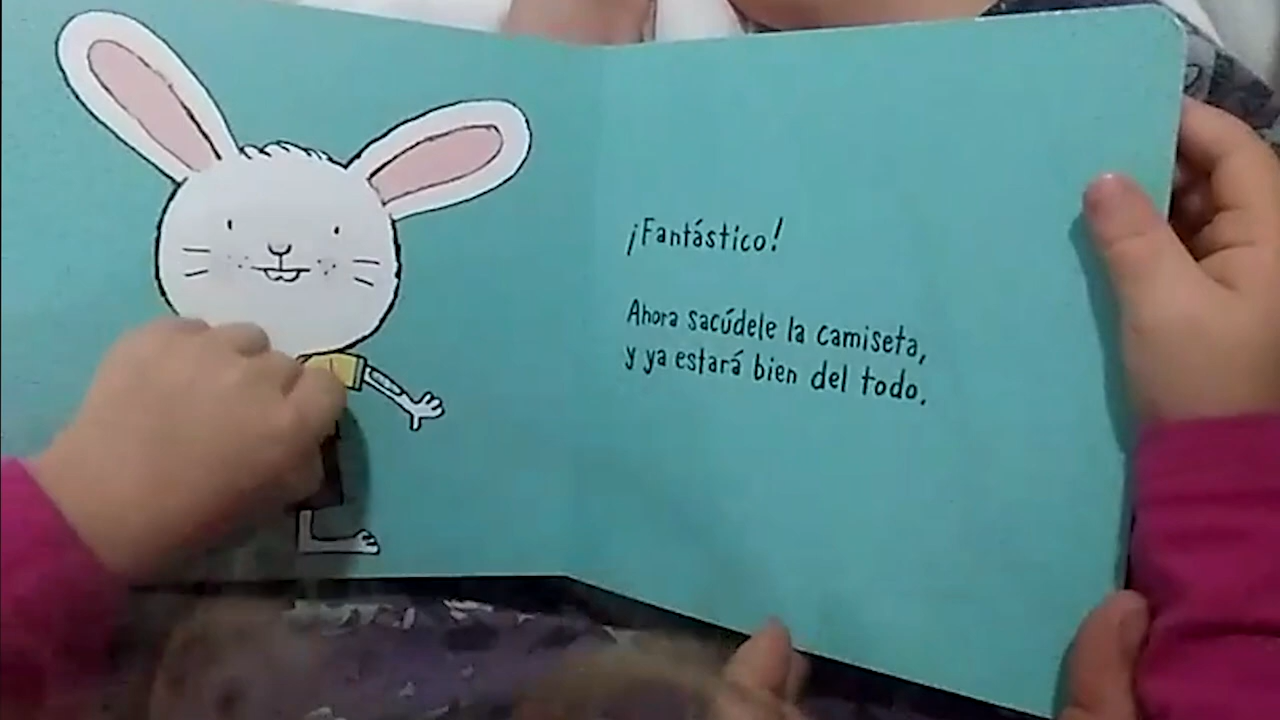 ¡Fantástico!
Ahora sacúdele la camiseta,
y ya estará bien del todo.